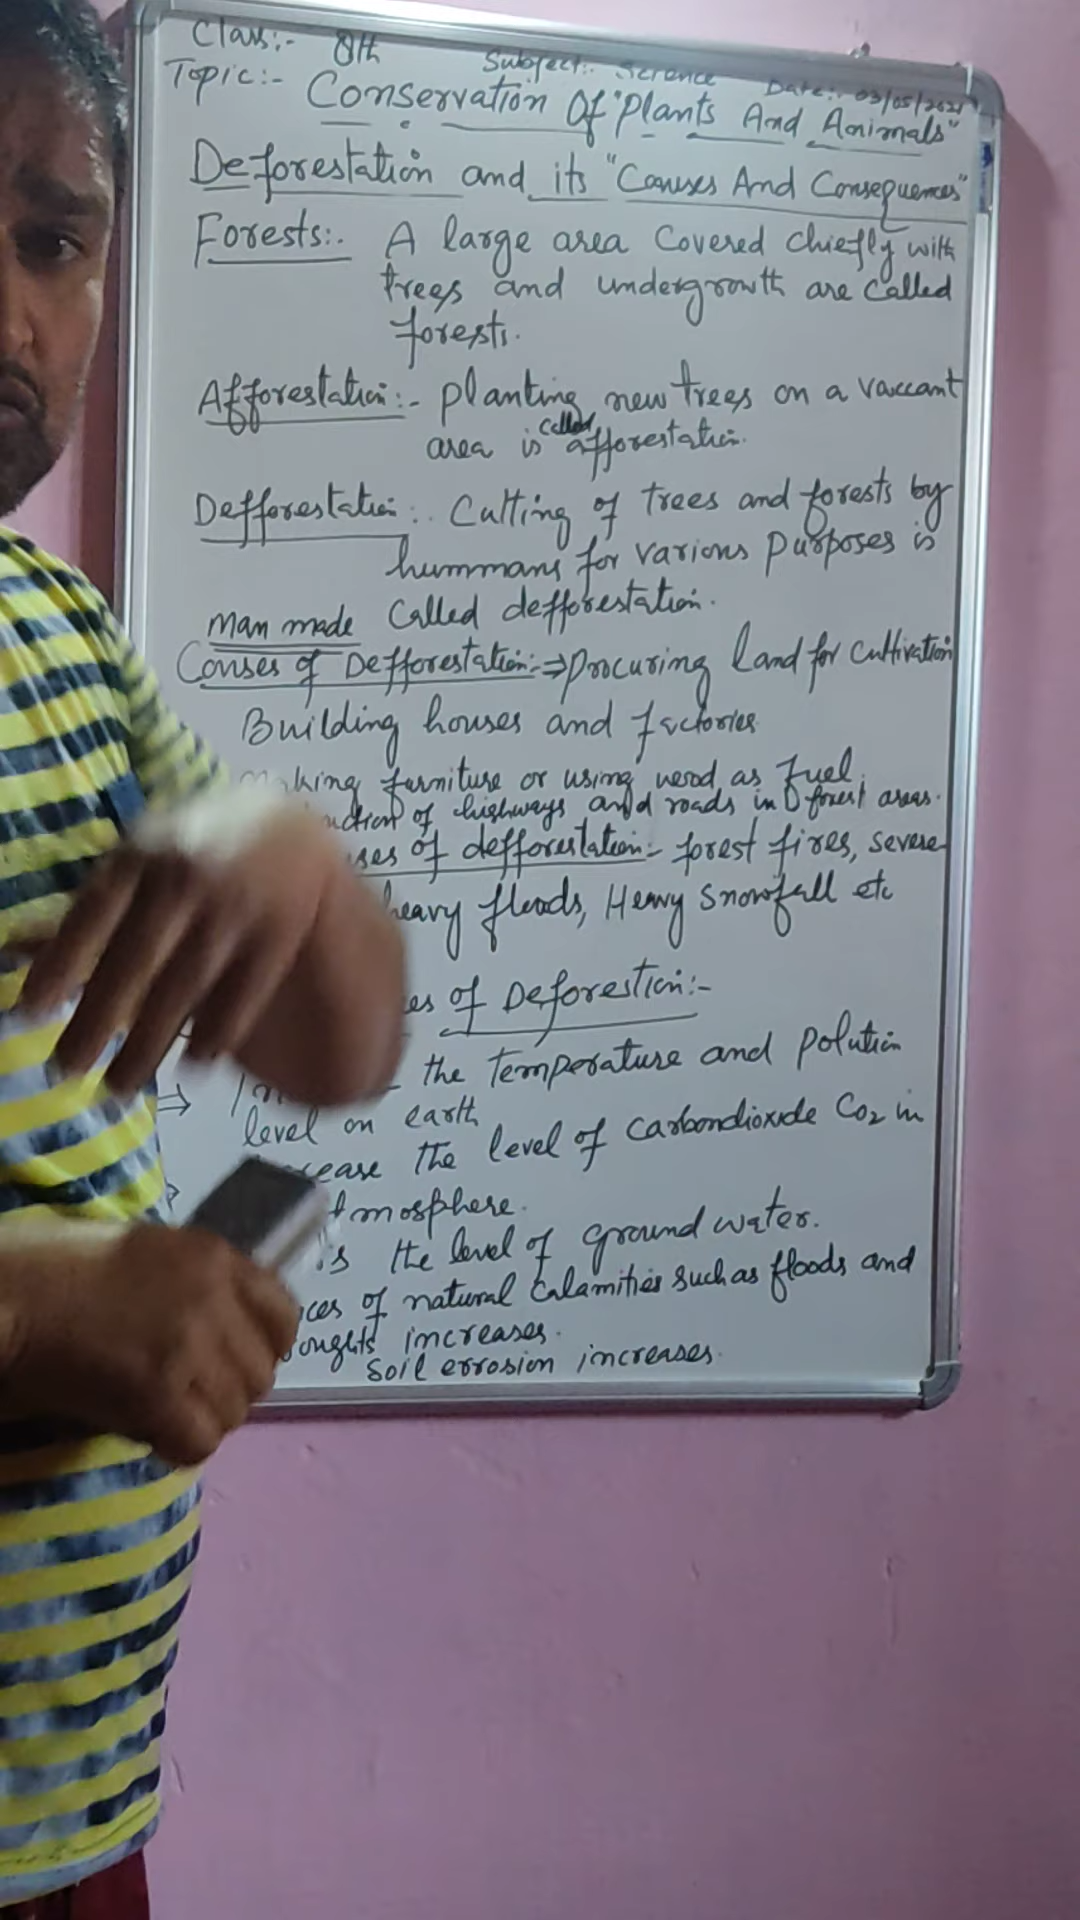 Class:- 8th Subject:- Science Date:- 03/05/2021
Topic:- Conservation Of "Plants And Animals"
Deforestation and its "Causes And Consequences"
Forests:- A large area Covered chiefly with
trees and undergrowth are called
forests.
Afforestation:- planting new trees on a vaccant
area is called afforestation.
Defforestation:- Cutting of trees and forests by
hummans for various purposes is
called defforestation.
Man made
Causes of Defforestation:- ⇒ procuring land for cultivation
Building houses and factories
furniture or using wood as fuel.
of highways and roads in forest areas.
of defforestation:- forest fires, severe
heavy floods, Heavy Snowfall etc
of Deforestion:-
⇒ the temperature and polution
level on earth
the level of carbondioxide CO2 in
the level of ground water.
of natural calamities such as floods and
increases.
soil errosion increases.